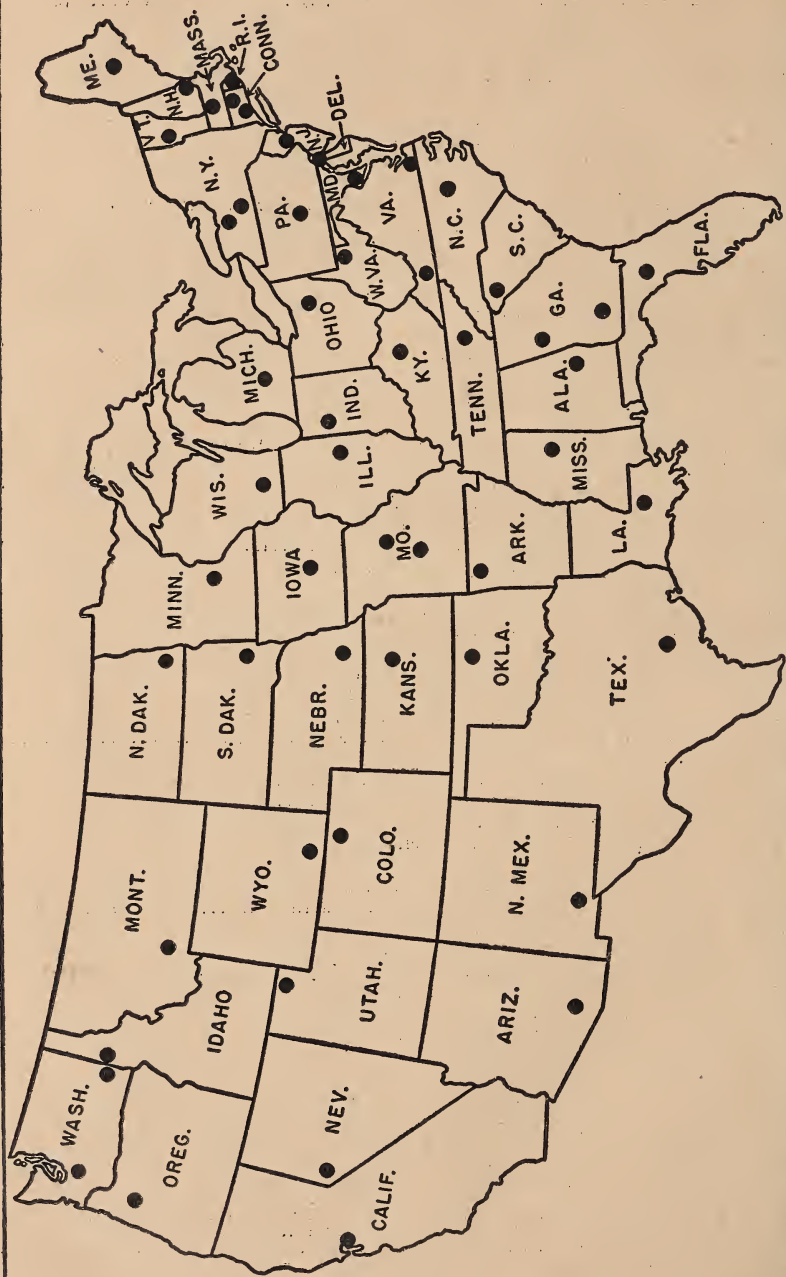 WASH.
OREG.
CALIF.
NEV.
IDAHO
MONT.
WYO.
UTAH.
ARIZ.
COLO.
N. MEX.
N. DAK.
S. DAK.
NEBR.
KANS.
OKLA.
TEX.
MINN.
IOWA
MO.
ARK.
LA.
WIS.
ILL.
MICH.
IND.
OHIO
KY.
TENN.
MISS.
ALA.
GA.
FLA.
S.C.
N.C.
VA.
W.VA.
MD.
DEL.
N.J.
PA.
N.Y.
VT.
N.H.
ME.
MASS.
R.I.
CONN.